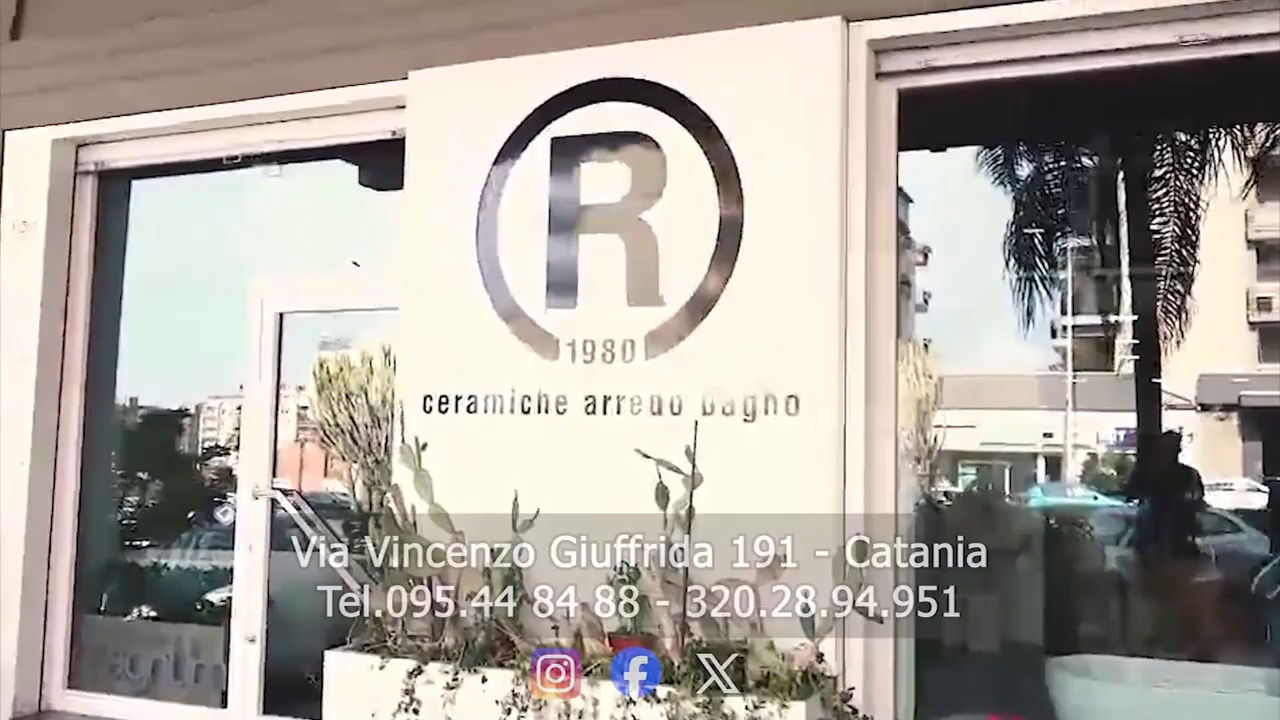 R
1980
ceramiche arredo bagno
Via Vincenzo Giuffrida 191 - Catania
Tel.095.44 84 88 - 320.28.94.951